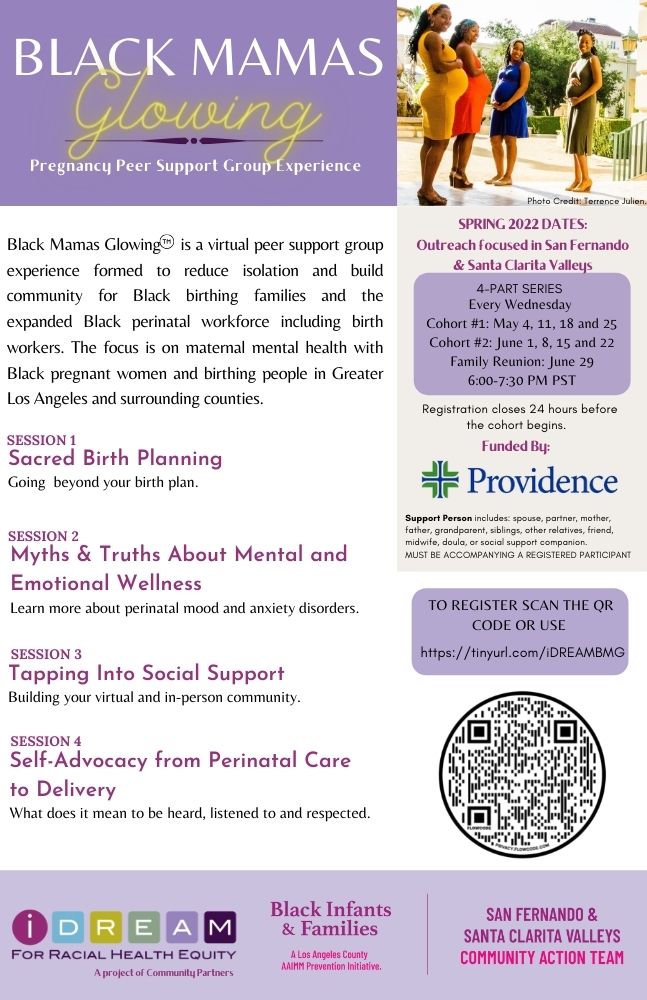 BLACK MAMAS
Glowing
Pregnancy Peer Support Group Experience
Photo Credit: Terrence Julien.
Black Mamas Glowing™ is a virtual peer support group
experience formed to reduce isolation and build
community for Black birthing families and the
expanded Black perinatal workforce including birth
workers. The focus is on maternal mental health with
Black pregnant women and birthing people in Greater
Los Angeles and surrounding counties.
SESSION 1
Sacred Birth Planning
Going beyond your birth plan.
SESSION 2
Myths & Truths About Mental and
Emotional Wellness
Learn more about perinatal mood and anxiety disorders.
SESSION 3
Tapping Into Social Support
Building your virtual and in-person community.
SESSION 4
Self-Advocacy from Perinatal Care
to Delivery
What does it mean to be heard, listened to and respected.
SPRING 2022 DATES:
Outreach focused in San Fernando
& Santa Clarita Valleys
4-PART SERIES
Every Wednesday
Cohort #1: May 4, 11, 18 and 25
Cohort #2: June 1, 8, 15 and 22
Family Reunion: June 29
6:00-7:30 PM PST
Registration closes 24 hours before
the cohort begins.
Funded By:
Providence
Support Person includes: spouse, partner, mother,
father, grandparent, siblings, other relatives, friend,
midwife, doula, or social support companion.
MUST BE ACCOMPANYING A REGISTERED PARTICIPANT
TO REGISTER SCAN THE QR
CODE OR USE
https://tinyurl.com/iDREAMBMG
FLOWCODE
PRIVACY.FLOWCODE.COM
iDREAM
FOR RACIAL HEALTH EQUITY
A project of Community Partners
Black Infants
& Families
A Los Angeles County
AAIMM Prevention Initiative.
SAN FERNANDO &
SANTA CLARITA VALLEYS
COMMUNITY ACTION TEAM